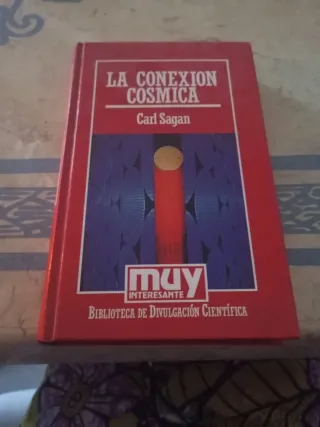 LA CONEXION
COSMICA
Carl Sagan
muy
INTERESANTE
BIBLIOTECA DE DIVULGACIÓN CIENTÍFICA